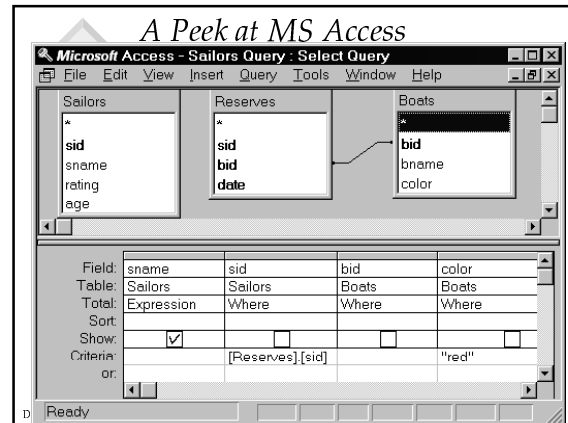 A Peek at MS Access
Microsoft Access - Sailors Query : Select Query
File Edit View Insert Query Tools Window Help
Sailors Reserves Boats
* * *
sid sid bid
sname bid bname
rating date color
age
Field: sname sid bid color
Table: Sailors Sailors Boats Boats
Total: Expression Where Where Where
Sort:
Show:
Criteria: [Reserves].[sid] "red"
or:
D
Ready